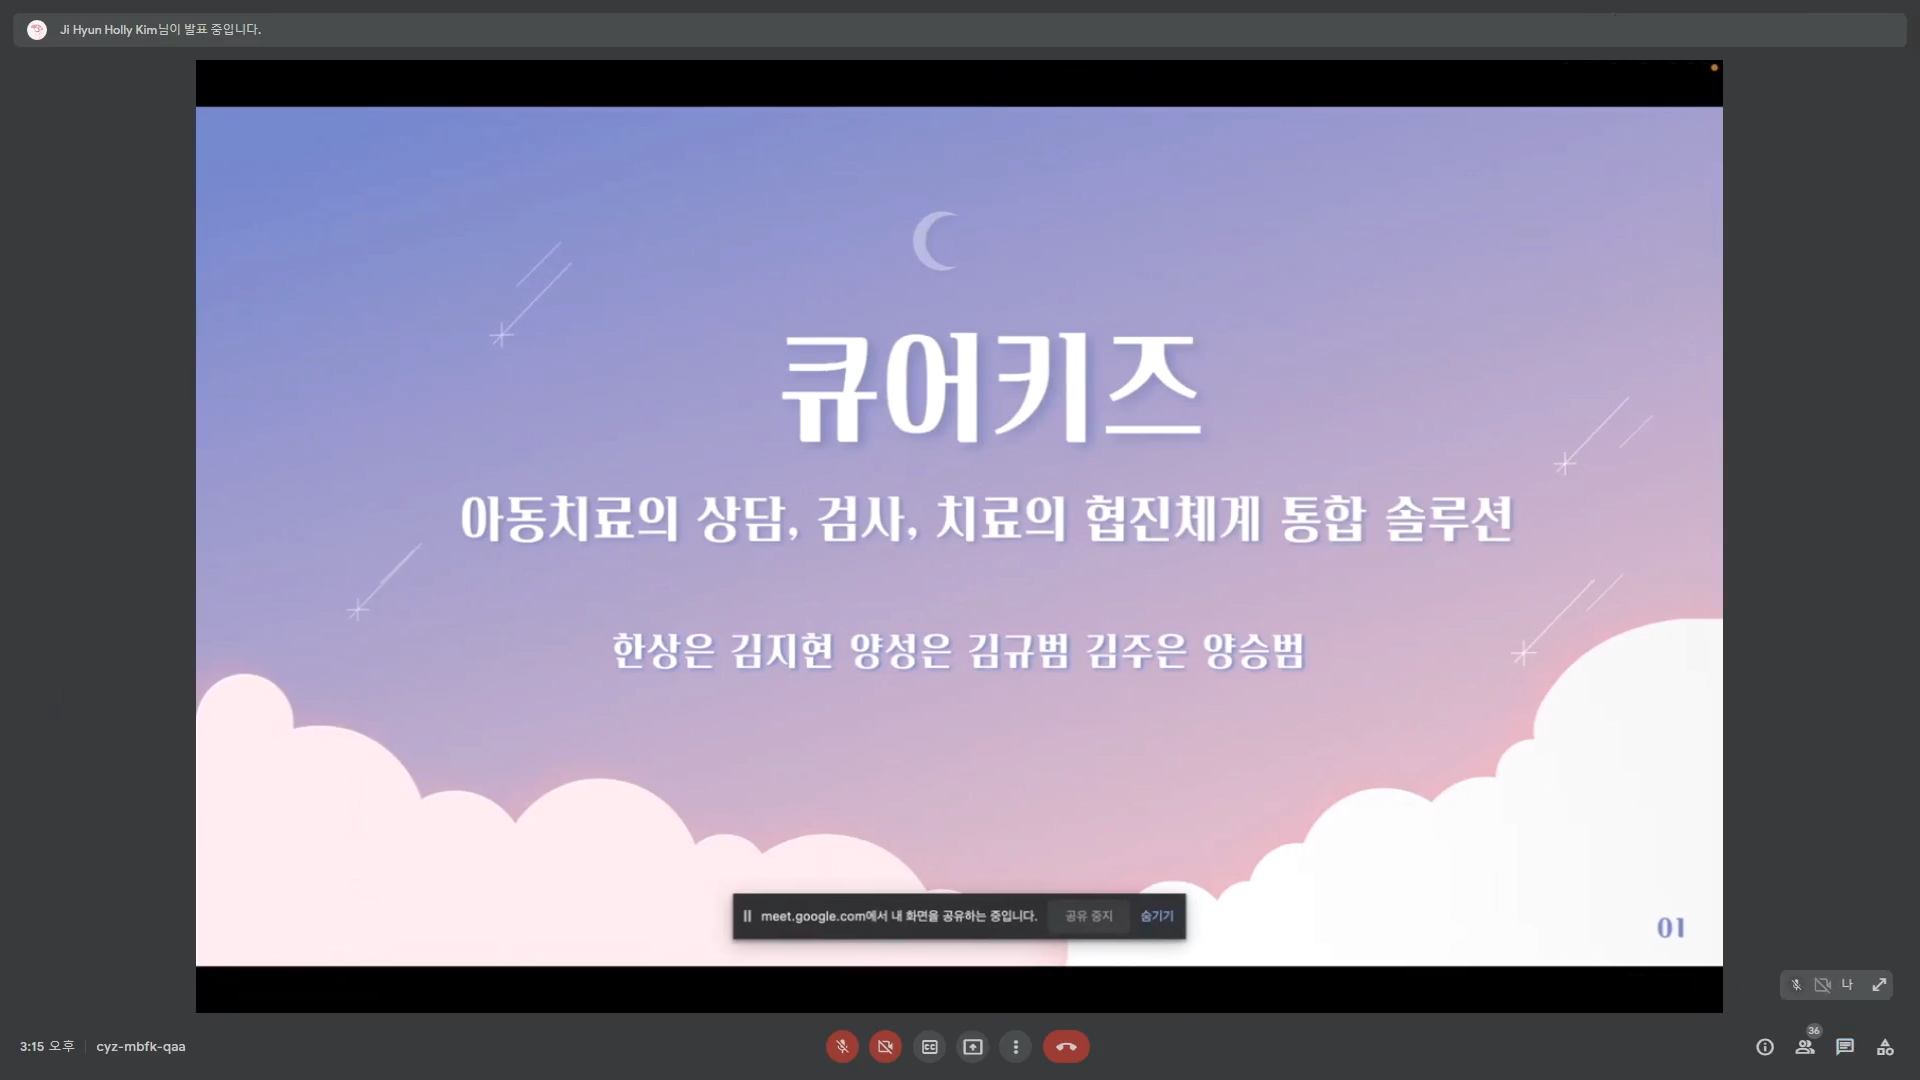 Ji Hyun Holly Kim님이 발표 중입니다.
큐어키즈
아동치료의 상담, 검사, 치료의 협진체계 통합 솔루션
한상은 김지현 양성은 김규범 김주은 양승범
meet.google.com에서 내 화면을 공유하는 중입니다. 공유 중지 숨기기
01
나
3:15 오후 cyz-mbfk-qaa
CC
36